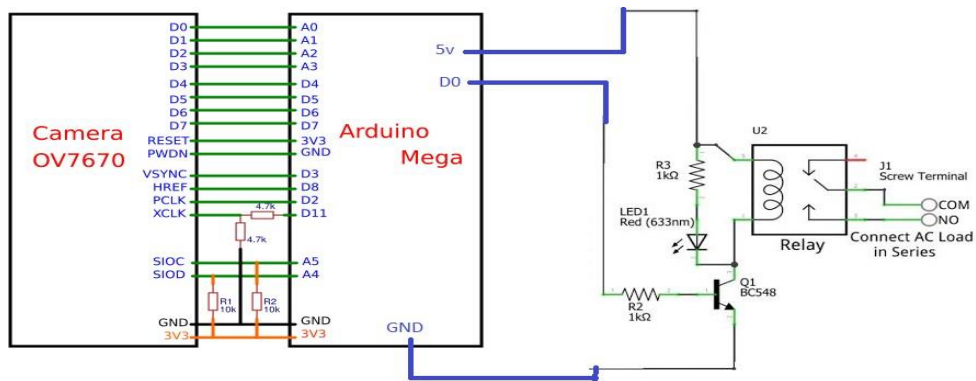 D0 A0
D1 A1
D2 A2
D3 A3
D4 D4
D5 D5
D6 D6
D7 D7
RESET 3V3
PWDN GND
VSYNC D3
HREF D8
PCLK D2
XCLK D11
4.7k
4.7k
SIOC A5
SIOD A4
R1
10k
R2
10k
GND GND
3V3 3V3
Camera
OV7670
Arduino
Mega
5v
D0
GND
U2
R3
1kΩ
LED1
Red (633nm)
Relay
J1
Screw Terminal
COM
NO
Connect AC Load
in Series
Q1
BC548
R2
1kΩ